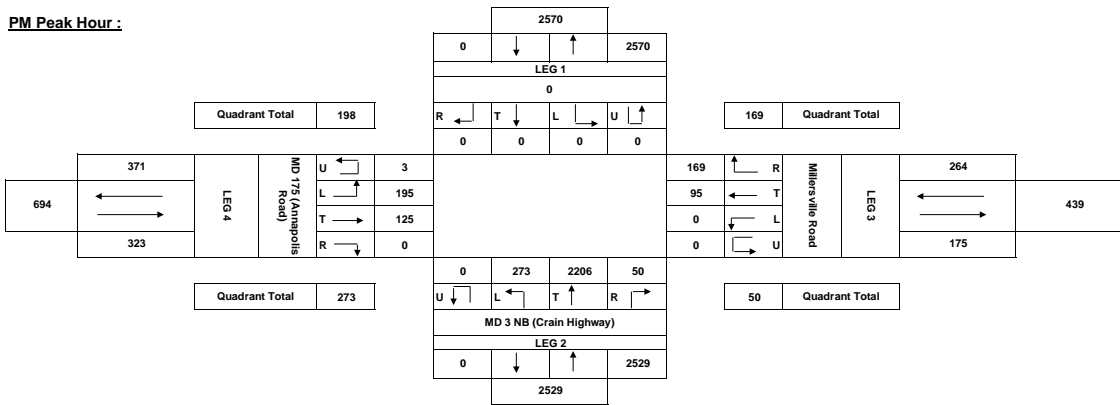 PM Peak Hour :
2570
0 2570
LEG 1
0
Quadrant Total 198
R T L U
169 Quadrant Total
0 0 0 0
371
U 3
169 R
264
694
LEG 4
MD 175 (Annapolis Road)
L 195
95 T
Millersville Road
LEG 3
439
T 125
0 L
323
R 0
0 U
175
0 273 2206 50
Quadrant Total 273
U L T R
50 Quadrant Total
MD 3 NB (Crain Highway)
LEG 2
0 2529
2529